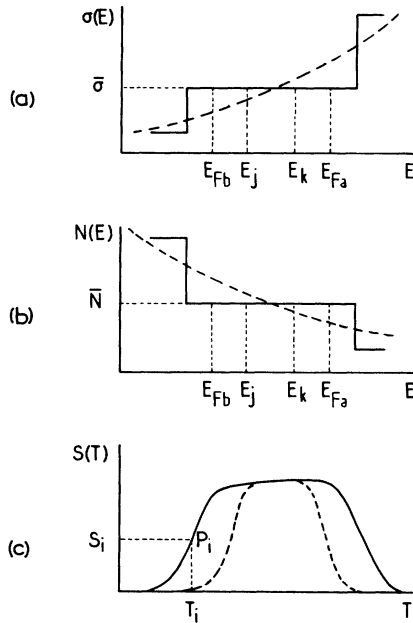 σ(E)
(a)
σ̅
E_Fb E_j E_k E_Fa E
N(E)
(b)
N̅
E_Fb E_j E_k E_Fa E
S(T)
(c)
S_i P_i
T_i T